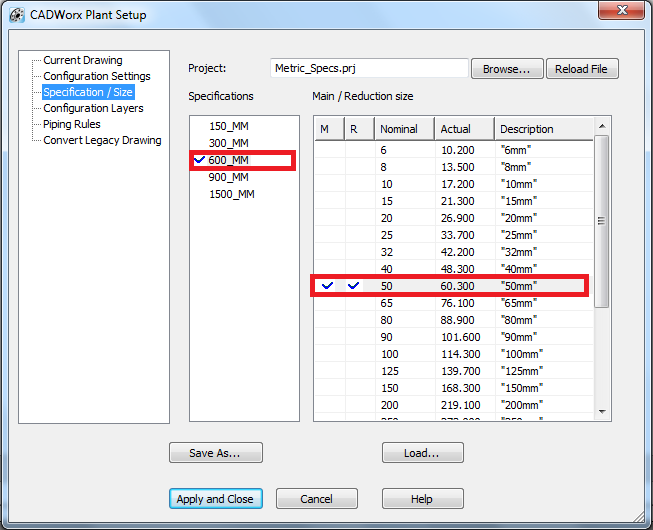 CADWorx Plant Setup
Current Drawing
Configuration Settings
Specification / Size
Configuration Layers
Piping Rules
Convert Legacy Drawing
Project: Metric_Specs.prj Browse... Reload File
Specifications
150_MM
300_MM
600_MM
900_MM
1500_MM
Main / Reduction size
M R Nominal Actual Description
6 10.200 "6mm"
8 13.500 "8mm"
10 17.200 "10mm"
15 21.300 "15mm"
20 26.900 "20mm"
25 33.700 "25mm"
32 42.200 "32mm"
40 48.300 "40mm"
50 60.300 "50mm"
65 76.100 "65mm"
80 88.900 "80mm"
90 101.600 "90mm"
100 114.300 "100mm"
125 139.700 "125mm"
150 168.300 "150mm"
200 219.100 "200mm"
Save As... Load...
Apply and Close Cancel Help